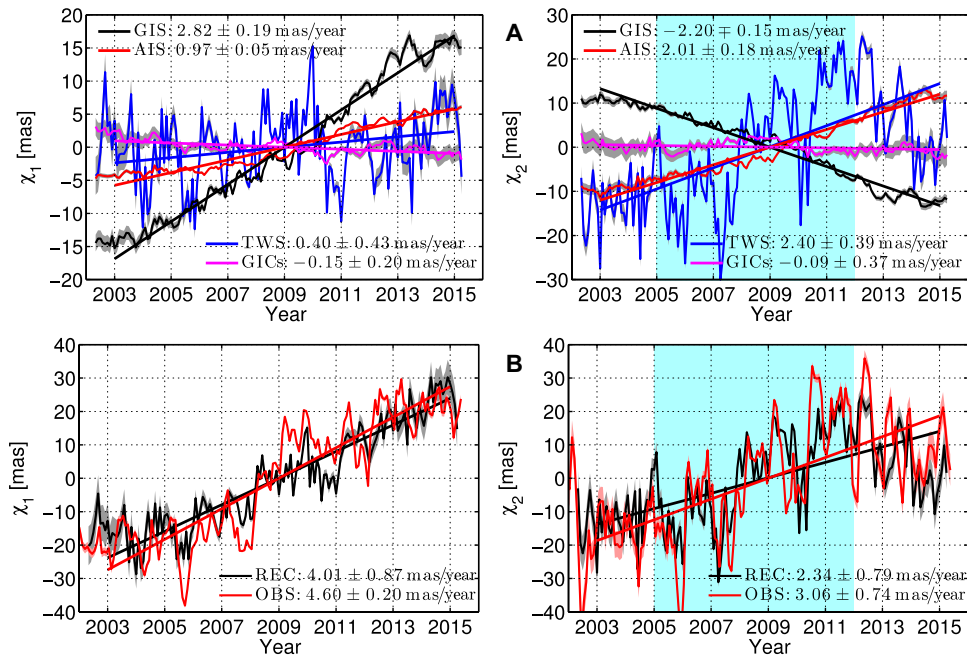 A
GIS: 2.82 ± 0.19 mas/year
AIS: 0.97 ± 0.05 mas/year
TWS: 0.40 ± 0.43 mas/year
GICs: −0.15 ± 0.20 mas/year
χ1 [mas]
20
15
10
5
0
−5
−10
−15
−20
2003 2005 2007 2009 2011 2013 2015
Year
GIS: −2.20 ∓ 0.15 mas/year
AIS: 2.01 ± 0.18 mas/year
TWS: 2.40 ± 0.39 mas/year
GICs: −0.09 ± 0.37 mas/year
χ2 [mas]
30
20
10
0
−10
−20
−30
2003 2005 2007 2009 2011 2013 2015
Year
B
REC: 4.01 ± 0.87 mas/year
OBS: 4.60 ± 0.20 mas/year
χ1 [mas]
40
30
20
10
0
−10
−20
−30
−40
2003 2005 2007 2009 2011 2013 2015
Year
REC: 2.34 ± 0.79 mas/year
OBS: 3.06 ± 0.74 mas/year
χ2 [mas]
40
30
20
10
0
−10
−20
−30
−40
2003 2005 2007 2009 2011 2013 2015
Year